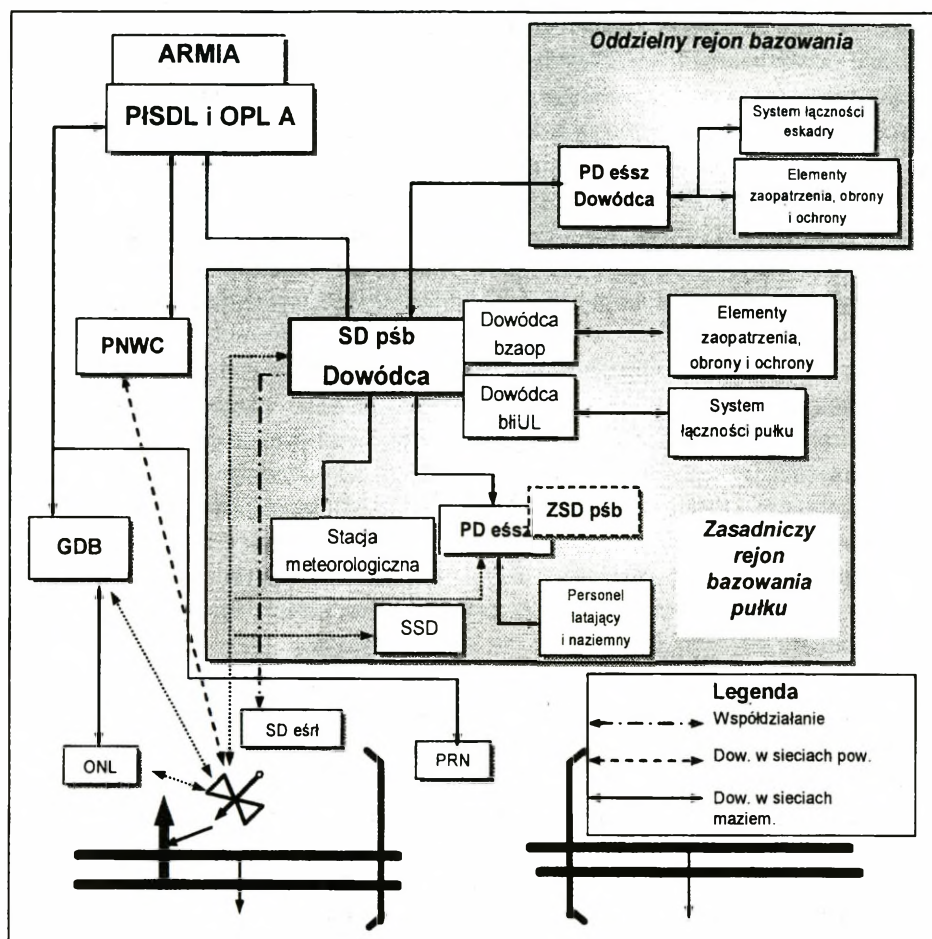 ARMIA
PłSDL i OPL A
Oddzielny rejon bazowania
System łączności
eskadry
PD eśsz
Dowódca
Elementy
zaopatrzenia, obrony
i ochrony
PNWC
SD pśb
Dowódca
Dowódca
bzaop
Elementy
zaopatrzenia,
obrony i ochrony
Dowódca
błiUL
System
łączności pułku
GDB
Stacja
meteorologiczna
PD eśsz
ZSD pśb
Zasadniczy
rejon
bazowania
pułku
SSD
Personel
latający
i naziemny
SD eśrł
ONL
PRN
Legenda
Współdziałanie
Dow. w sieciach pow.
Dow. w sieciach
maziem.